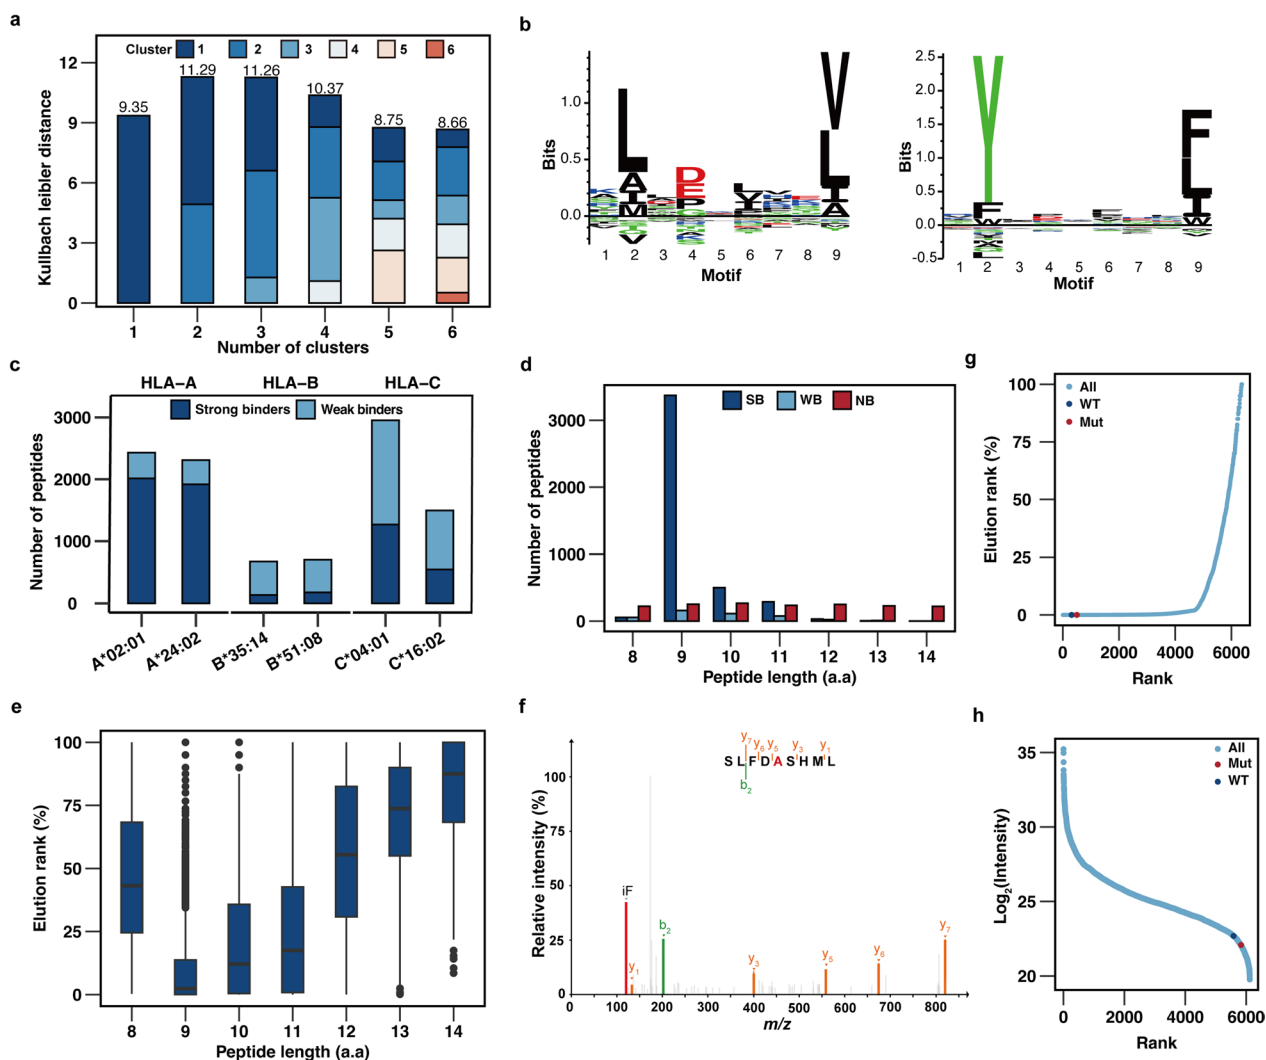 a
Cluster 1 2 3 4 5 6
12
9
6
3
0
9.35
11.29
11.26
10.37
8.75
8.66
Kullbach leibler distance
1 2 3 4 5 6
Number of clusters
b
Bits
1.0
0.5
0.0
1 2 3 4 5 6 7 8 9
Motif
Bits
2.5
2.0
1.5
1.0
0.5
0.0
-0.5
1 2 3 4 5 6 7 8 9
Motif
c
HLA–A HLA–B HLA–C
Strong binders Weak binders
3000
2000
1000
0
Number of peptides
A*02:01 A*24:02 B*35:14 B*51:08 C*04:01 C*16:02
d
SB WB NB
3000
2000
1000
0
Number of peptides
8 9 10 11 12 13 14
Peptide length (a.a)
g
All
WT
Mut
100
75
50
25
0
Elution rank (%)
0 2000 4000 6000
Rank
e
100
75
50
25
0
Elution rank (%)
8 9 10 11 12 13 14
Peptide length (a.a)
f
y7 y6 y5 y3 y1
S L F D A S H M L
b2
100
50
25
0
Relative intensity (%)
iF
y1
b2
y3
y5
y6
y7
0 100 200 300 400 500 600 700 800
m/z
h
All
Mut
WT
35
30
25
20
Log2(Intensity)
0 2000 4000 6000
Rank